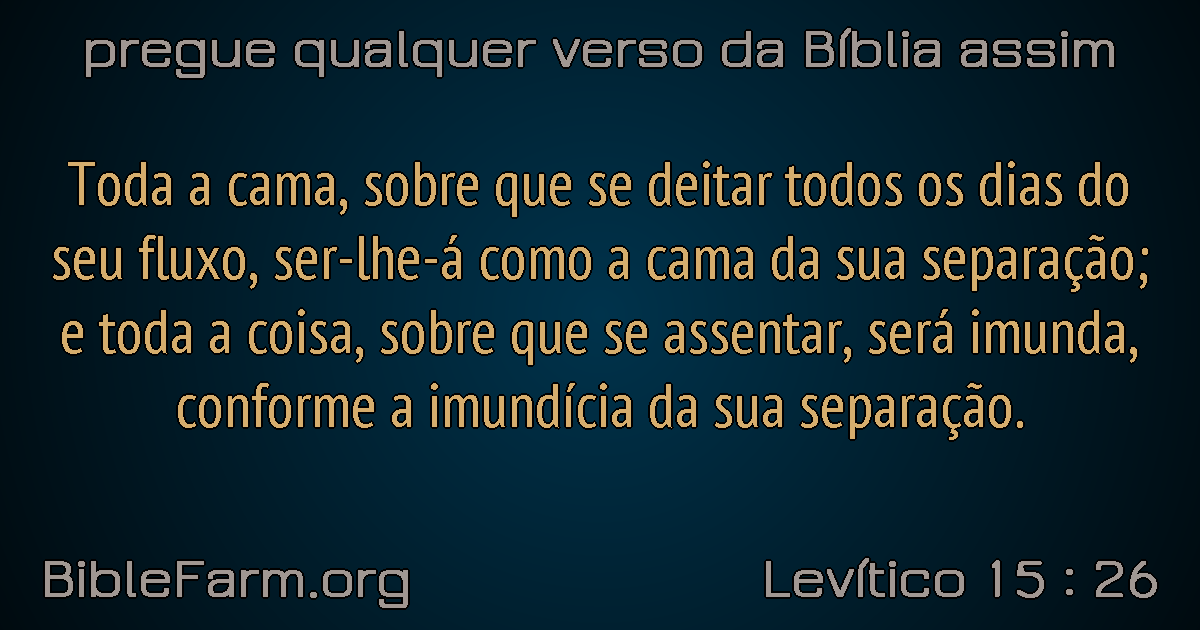 pregue qualquer verso da Bíblia assim
Toda a cama, sobre que se deitar todos os dias do
seu fluxo, ser-lhe-á como a cama da sua separação;
e toda a coisa, sobre que se assentar, será imunda,
conforme a imundícia da sua separação.
BibleFarm.org
Levítico 15 : 26